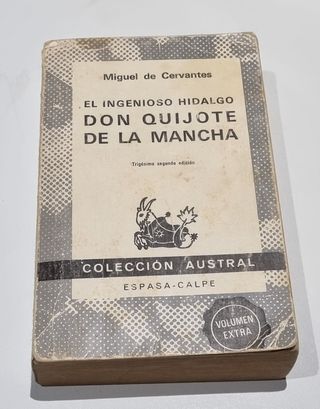 Miguel de Cervantes
EL INGENIOSO HIDALGO
DON QUIJOTE
DE LA MANCHA
Trigésima segunda edición
COLECCIÓN AUSTRAL
ESPASA-CALPE
VOLUMEN
EXTRA